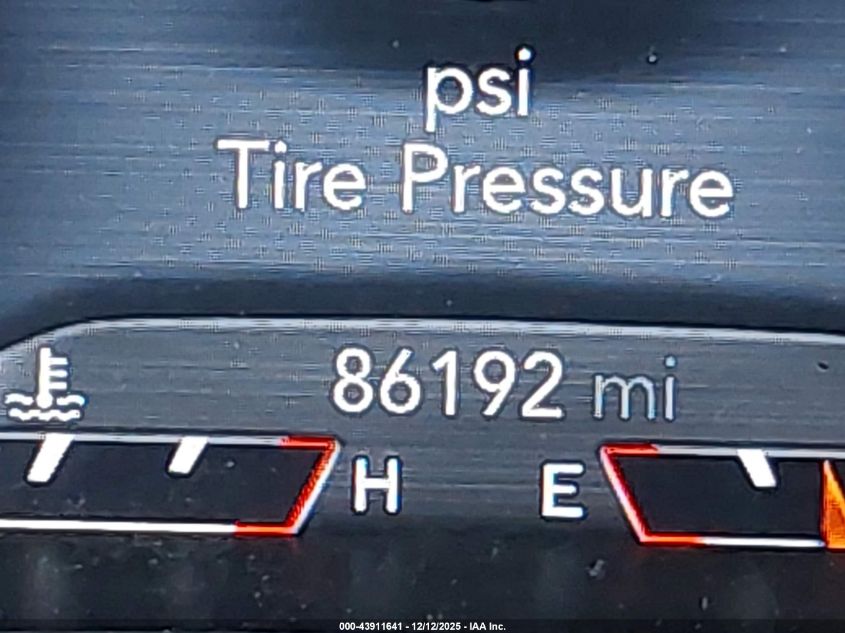 psi
Tire Pressure
86192 mi
H E
000-43911641 - 12/12/2025 - IAA Inc.